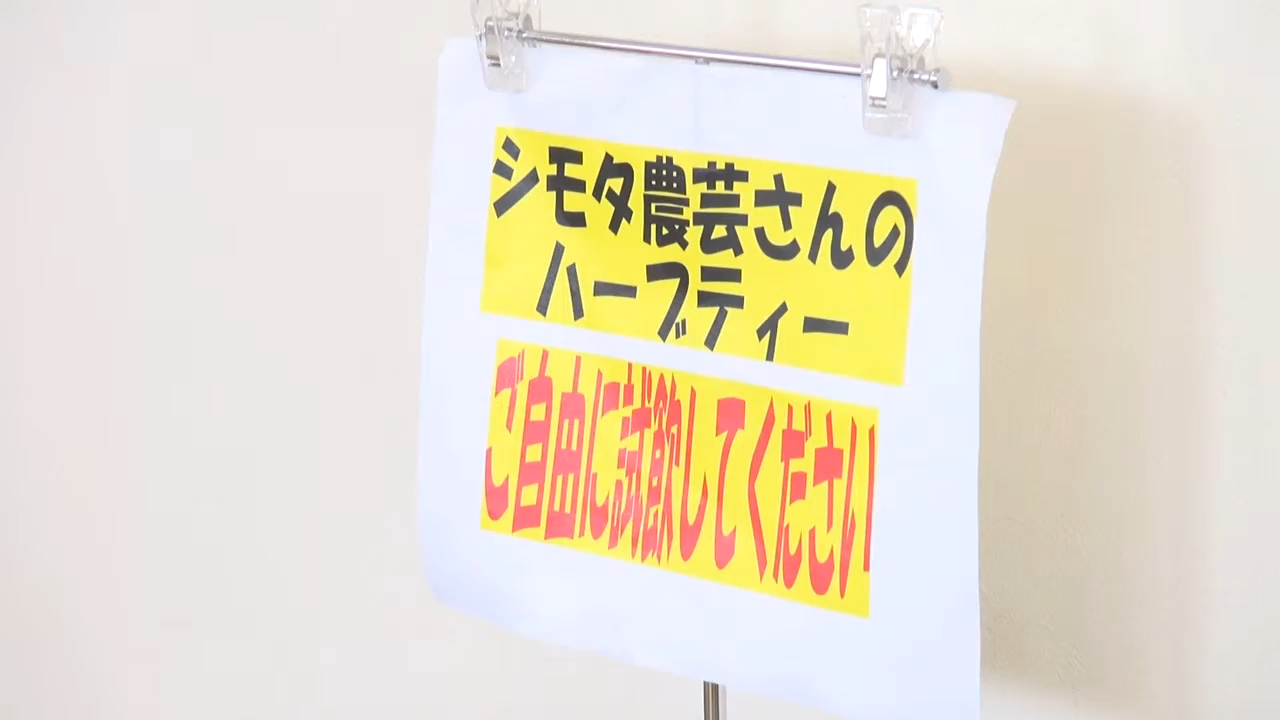 シモタ農芸さんの
ハーブティー
ご自由に試飲してください